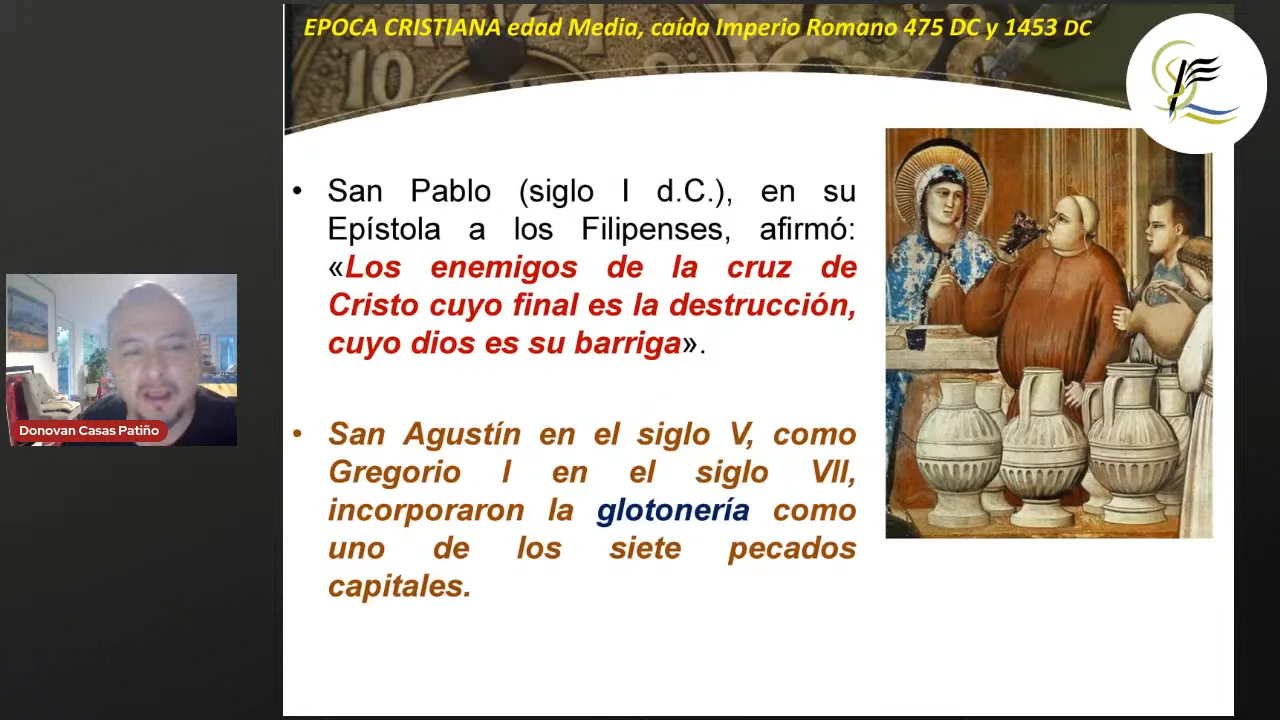 EPOCA CRISTIANA edad Media, caída Imperio Romano 475 DC y 1453 DC
10
• San Pablo (siglo I d.C.), en su
Epístola a los Filipenses, afirmó:
«Los enemigos de la cruz de
Cristo cuyo final es la destrucción,
cuyo dios es su barriga».
• San Agustín en el siglo V, como
Gregorio I en el siglo VII,
incorporaron la glotonería como
uno de los siete pecados
capitales.
Donovan Casas Patiño